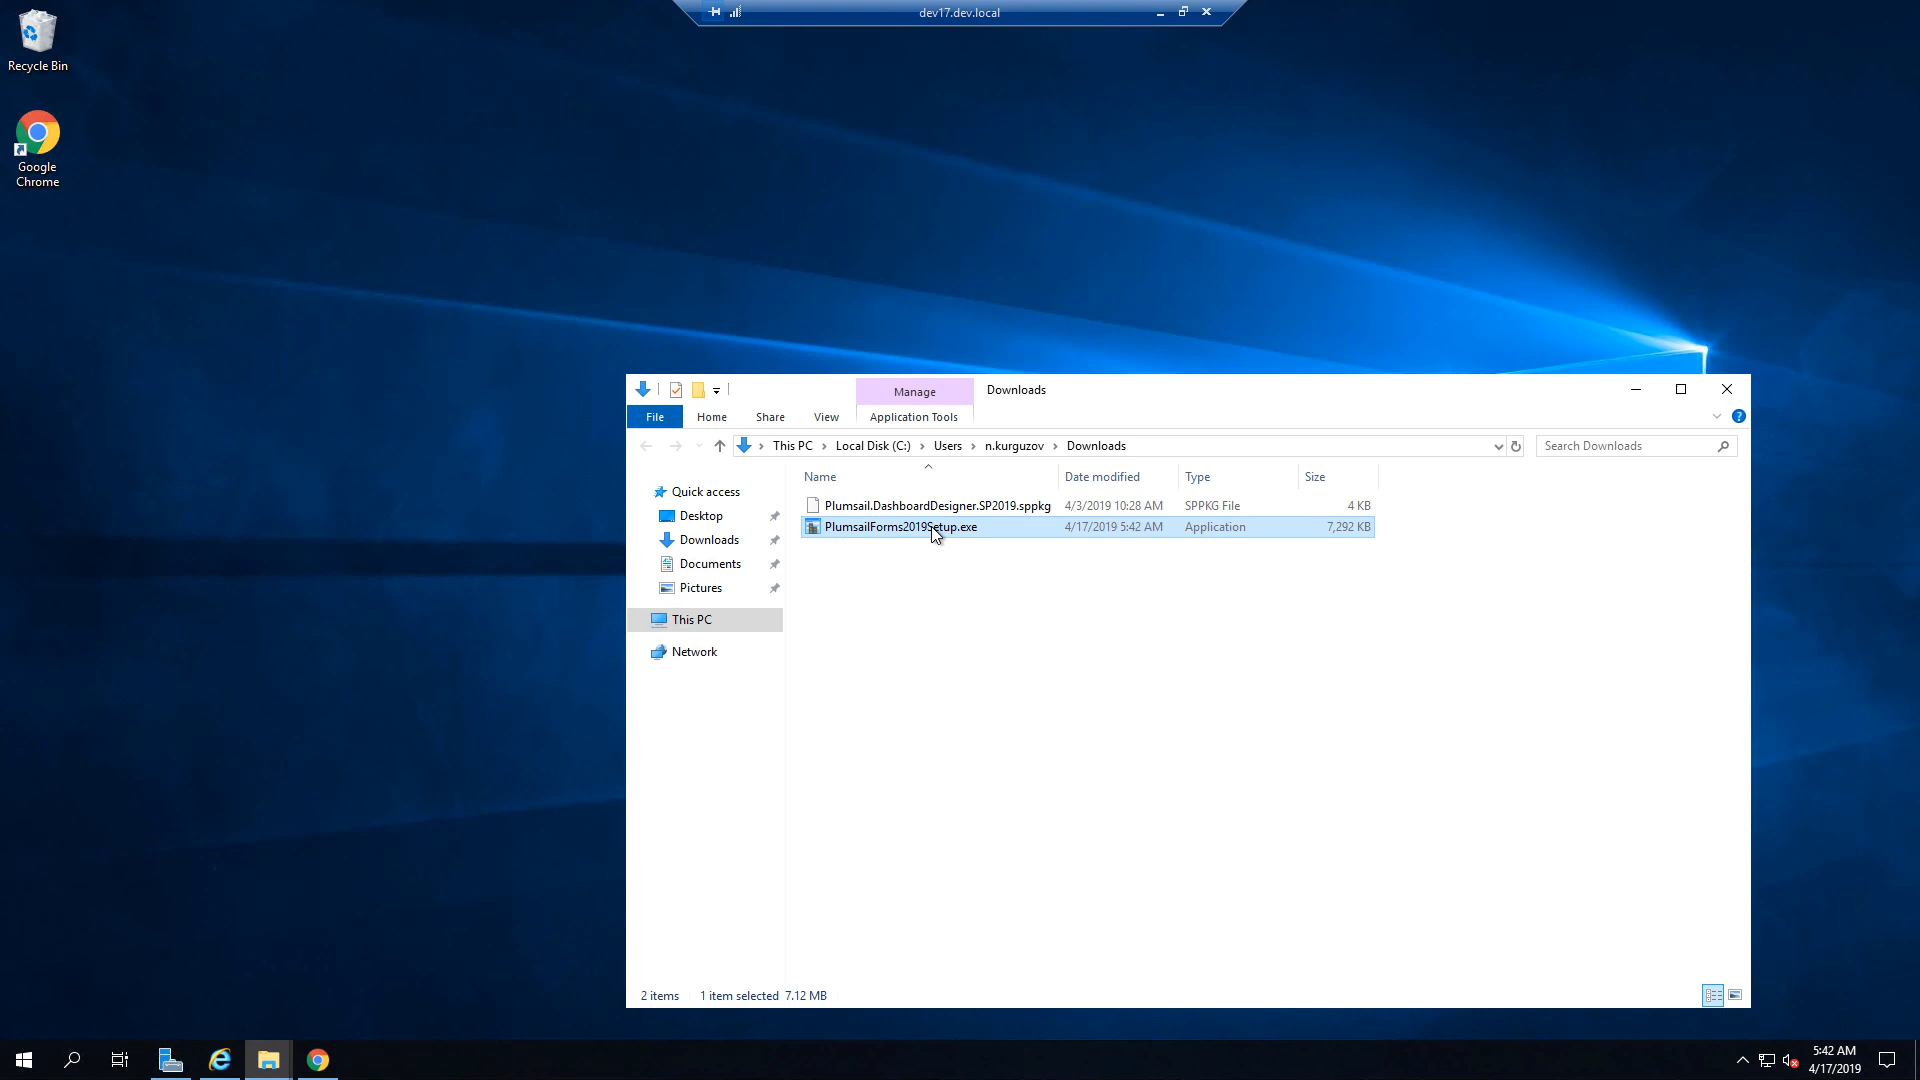 dev17.dev.local
Recycle Bin
Google
Chrome
Manage
Downloads
File
Home
Share
View
Application Tools
This PC
Local Disk (C:)
Users
n.kurguzov
Downloads
Search Downloads
Name
Date modified
Type
Size
Plumsail.DashboardDesigner.SP2019.sppkg
4/3/2019 10:28 AM
SPPKG File
4 KB
PlumsailForms2019Setup.exe
4/17/2019 5:42 AM
Application
7,292 KB
Quick access
Desktop
Downloads
Documents
Pictures
This PC
Network
2 items
1 item selected 7.12 MB
5:42 AM
4/17/2019